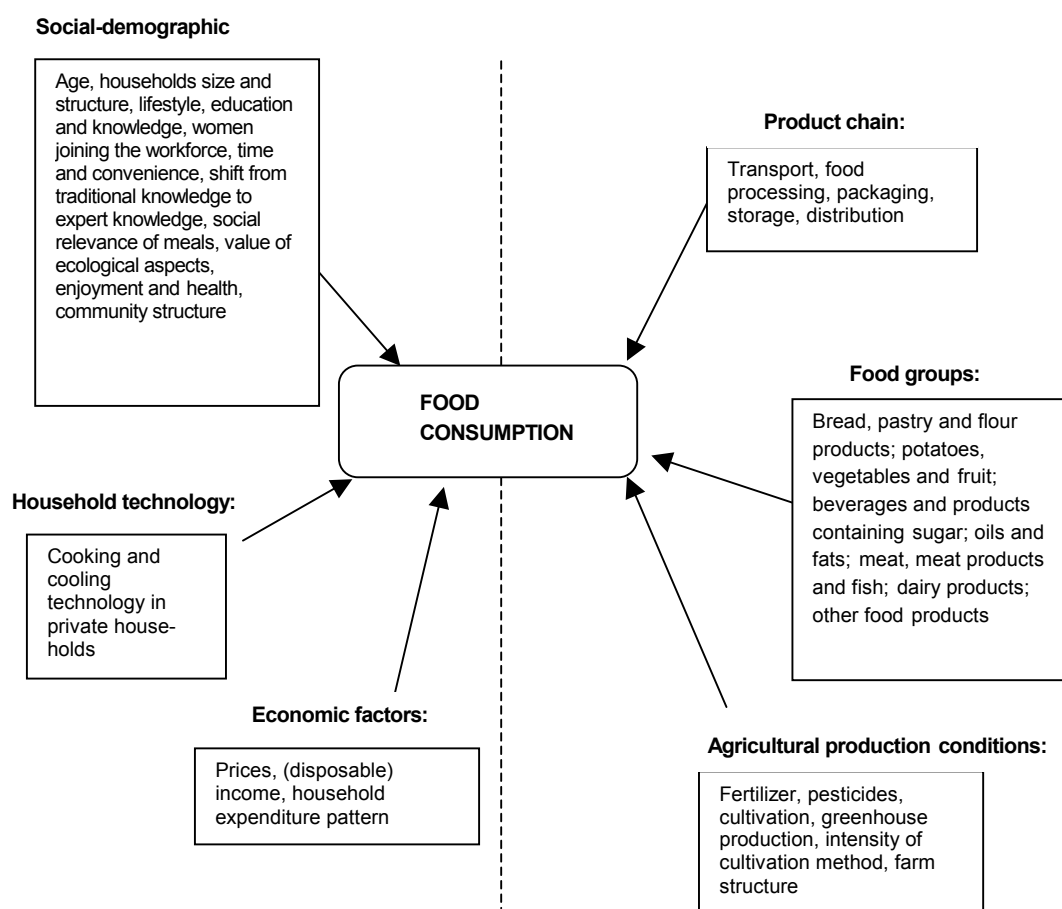 Social-demographic
Age, households size and
structure, lifestyle, education
and knowledge, women
joining the workforce, time
and convenience, shift from
traditional knowledge to
expert knowledge, social
relevance of meals, value of
ecological aspects,
enjoyment and health,
community structure
Product chain:
Transport, food
processing, packaging,
storage, distribution
FOOD
CONSUMPTION
Food groups:
Bread, pastry and flour
products; potatoes,
vegetables and fruit;
beverages and products
containing sugar; oils and
fats; meat, meat products
and fish; dairy products;
other food products
Household technology:
Cooking and
cooling
technology in
private house-
holds
Economic factors:
Prices, (disposable)
income, household
expenditure pattern
Agricultural production conditions:
Fertilizer, pesticides,
cultivation, greenhouse
production, intensity of
cultivation method, farm
structure